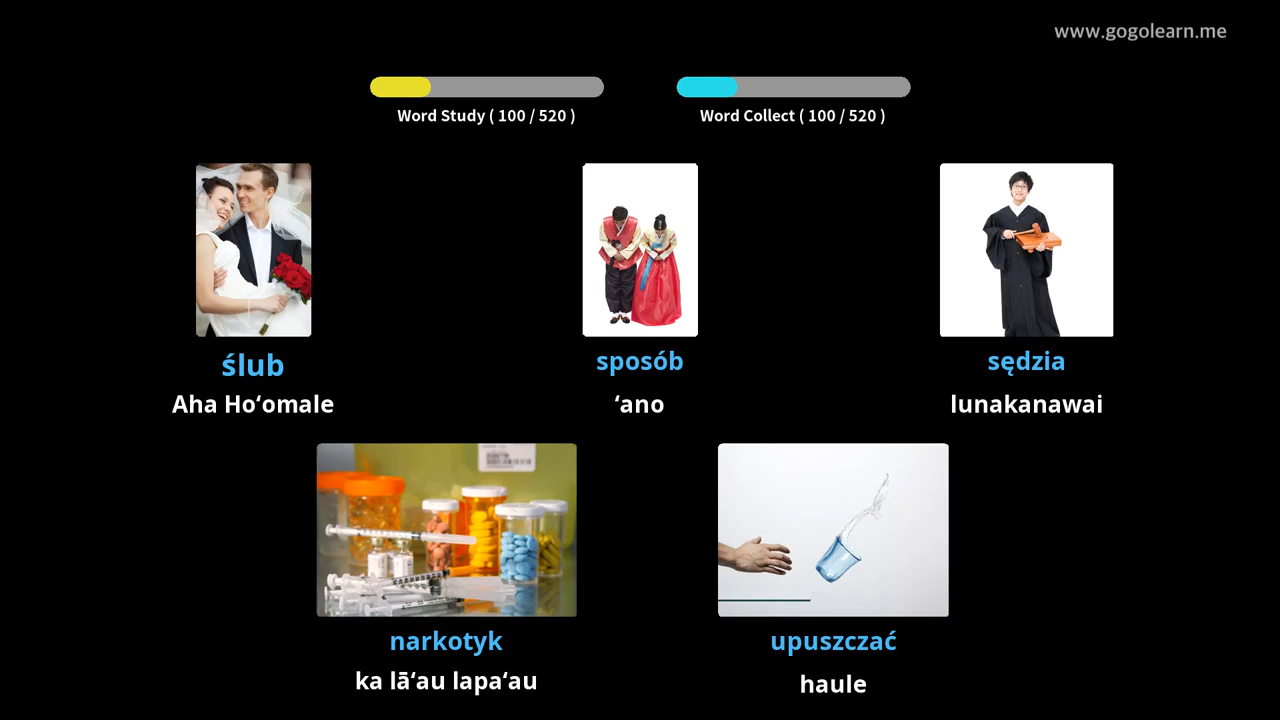 www.gogolearn.me
Word Study ( 100 / 520 )
Word Collect ( 100 / 520 )
ślub
Aha Hoʻomale
sposób
ʻano
sędzia
lunakanawai
narkotyk
ka lāʻau lapaʻau
upuszczać
haule